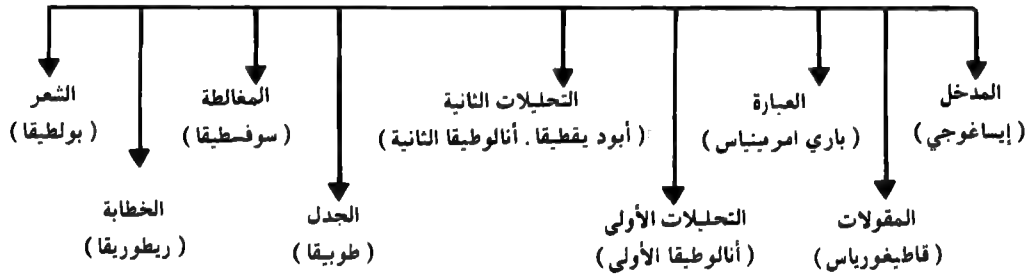 المدخل
(إيساغوجي)
المقولات
(قاطيغورياس)
العبارة
(باري امرمينياس)
التحليلات الأولى
(أنالوطيقا الأولى)
التحليلات الثانية
(أبود يقطيقا . أنالوطيقا الثانية)
الجدل
(طوبيقا)
المغالطة
(سوفسطيقا)
الخطابة
(ريطوريقا)
الشعر
(بولطيقا)